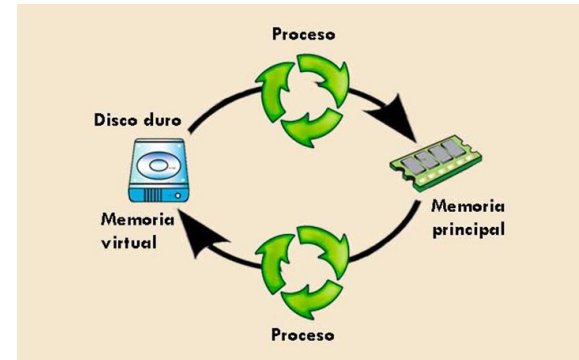 Proceso
Disco duro
Memoria
virtual
Memoria
principal
Proceso